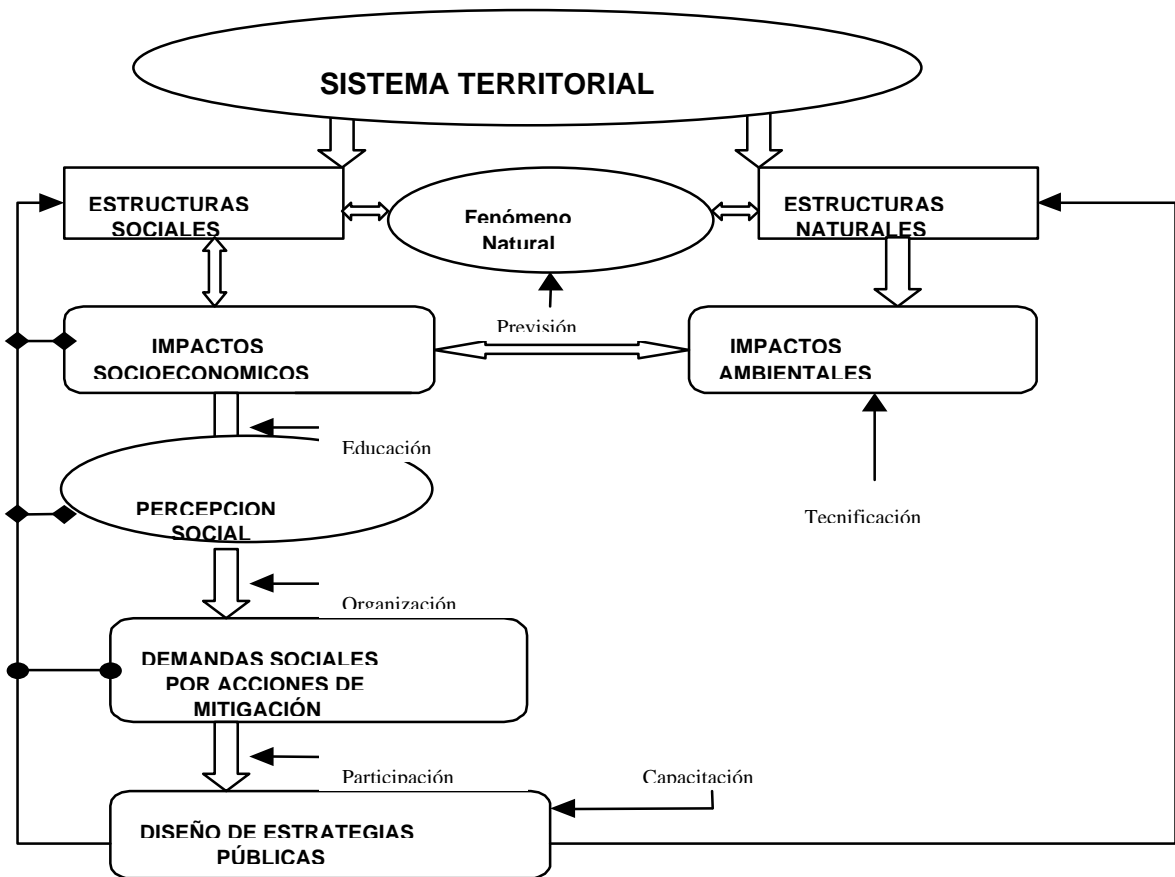 SISTEMA TERRITORIAL
ESTRUCTURAS
SOCIALES
Fenómeno
Natural
ESTRUCTURAS
NATURALES
Previsión
IMPACTOS
SOCIOECONOMICOS
IMPACTOS
AMBIENTALES
Educación
PERCEPCION
SOCIAL
Tecnificación
Organización
DEMANDAS SOCIALES
POR ACCIONES DE
MITIGACIÓN
Participación
Capacitación
DISEÑO DE ESTRATEGIAS
PÚBLICAS